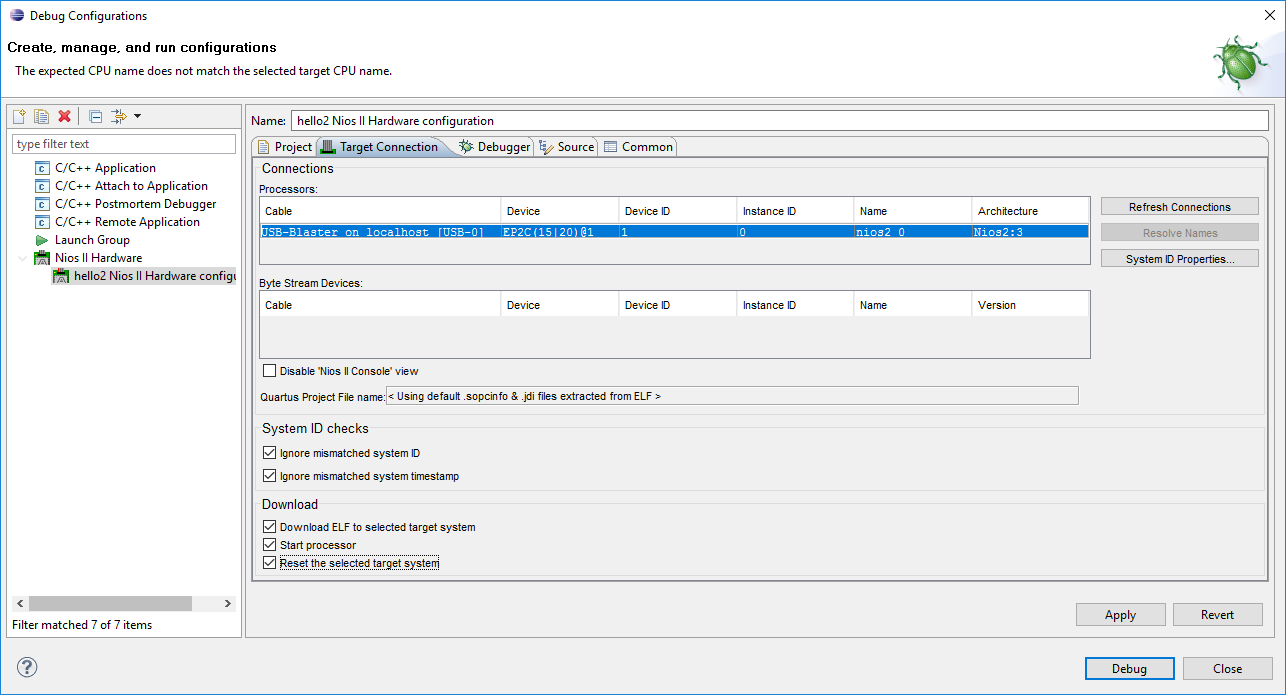 Debug Configurations
Create, manage, and run configurations
The expected CPU name does not match the selected target CPU name.
type filter text
C/C++ Application
C/C++ Attach to Application
C/C++ Postmortem Debugger
C/C++ Remote Application
Launch Group
Nios II Hardware
hello2 Nios II Hardware configu
Filter matched 7 of 7 items
Name: hello2 Nios II Hardware configuration
Project Target Connection Debugger Source Common
Connections
Processors:
Cable Device Device ID Instance ID Name Architecture
USB-Blaster on localhost [USB-0] EP2C(15|20)@1 1 0 nios2_0 Nios2:3
Refresh Connections
Resolve Names
System ID Properties...
Byte Stream Devices:
Cable Device Device ID Instance ID Name Version
Disable 'Nios II Console' view
Quartus Project File name: < Using default .sopcinfo & .jdi files extracted from ELF >
System ID checks
Ignore mismatched system ID
Ignore mismatched system timestamp
Download
Download ELF to selected target system
Start processor
Reset the selected target system
Apply Revert
? Debug Close